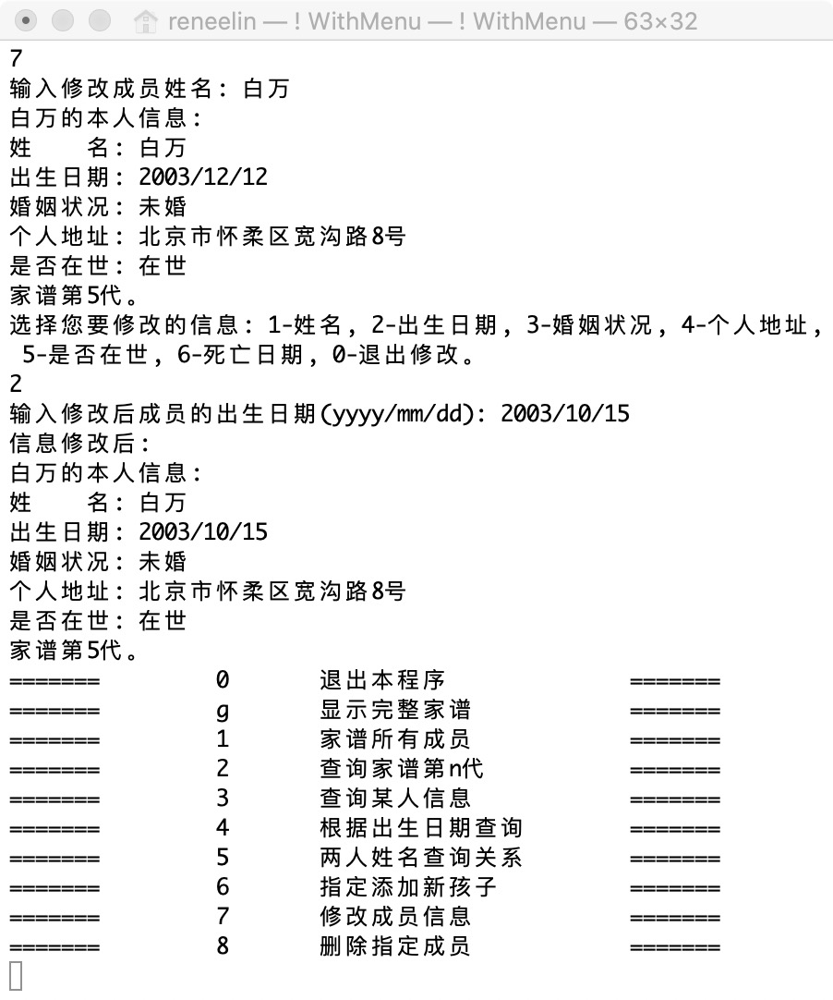 reneelin — ! WithMenu — ! WithMenu — 63×32
7
输入修改成员姓名：白万
白万的本人信息：
姓    名：白万
出生日期：2003/12/12
婚姻状况：未婚
个人地址：北京市怀柔区宽沟路8号
是否在世：在世
家谱第5代。
选择您要修改的信息：1-姓名，2-出生日期，3-婚姻状况，4-个人地址，
5-是否在世，6-死亡日期，0-退出修改。
2
输入修改后成员的出生日期(yyyy/mm/dd)：2003/10/15
信息修改后：
白万的本人信息：
姓    名：白万
出生日期：2003/10/15
婚姻状况：未婚
个人地址：北京市怀柔区宽沟路8号
是否在世：在世
家谱第5代。
=======         0       退出本程序              =======
=======         g       显示完整家谱            =======
=======         1       家谱所有成员            =======
=======         2       查询家谱第n代           =======
=======         3       查询某人信息            =======
=======         4       根据出生日期查询        =======
=======         5       两人姓名查询关系        =======
=======         6       指定添加新孩子          =======
=======         7       修改成员信息            =======
=======         8       删除指定成员            =======